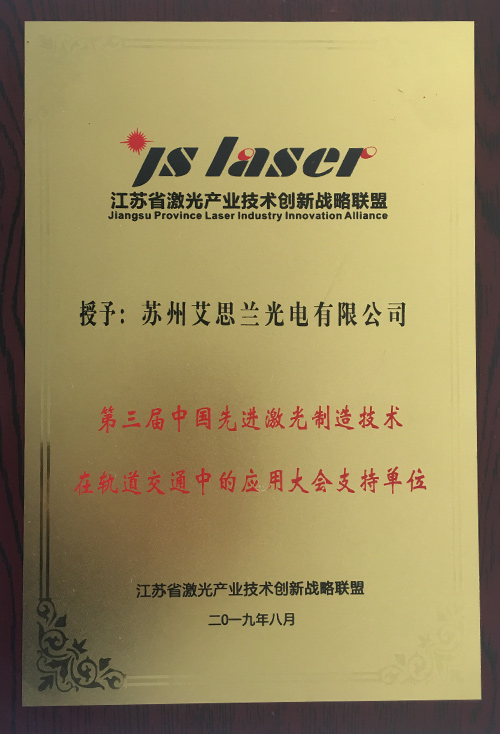 js laser
江苏省激光产业技术创新战略联盟
Jiangsu Province Laser Industry Innovation Alliance
授予：苏州艾思兰光电有限公司
第三届中国先进激光制造技术
在轨道交通中的应用大会支持单位
江苏省激光产业技术创新战略联盟
二0一九年八月